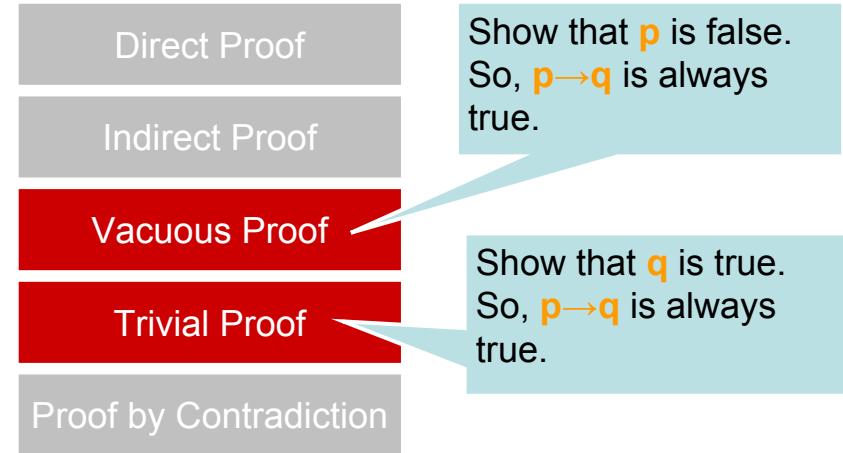 Direct Proof
Indirect Proof
Vacuous Proof
Trivial Proof
Proof by Contradiction
Show that p is false.
So, p→q is always
true.
Show that q is true.
So, p→q is always
true.